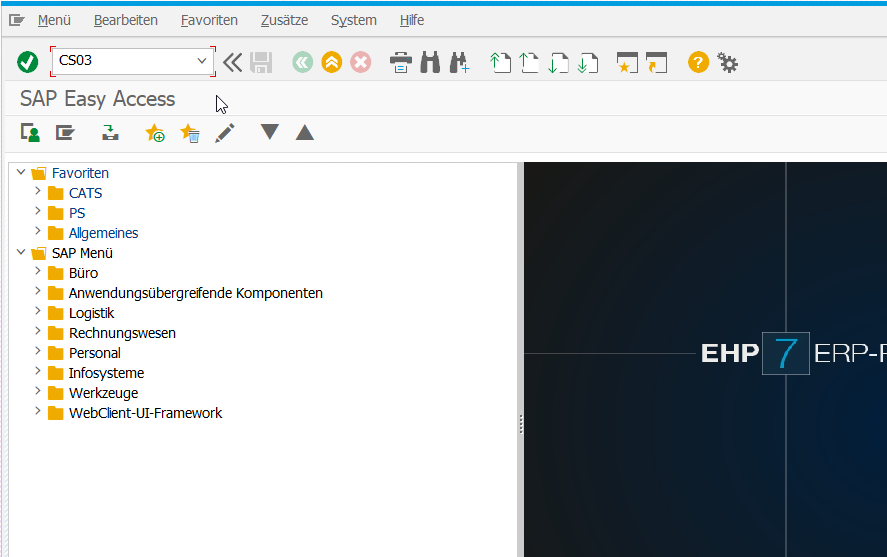 Menü Bearbeiten Favoriten Zusätze System Hilfe
CS03
SAP Easy Access
Favoriten
CATS
PS
Allgemeines
SAP Menü
Büro
Anwendungsübergreifende Komponenten
Logistik
Rechnungswesen
Personal
Infosysteme
Werkzeuge
WebClient-UI-Framework
EHP 7 ERP-